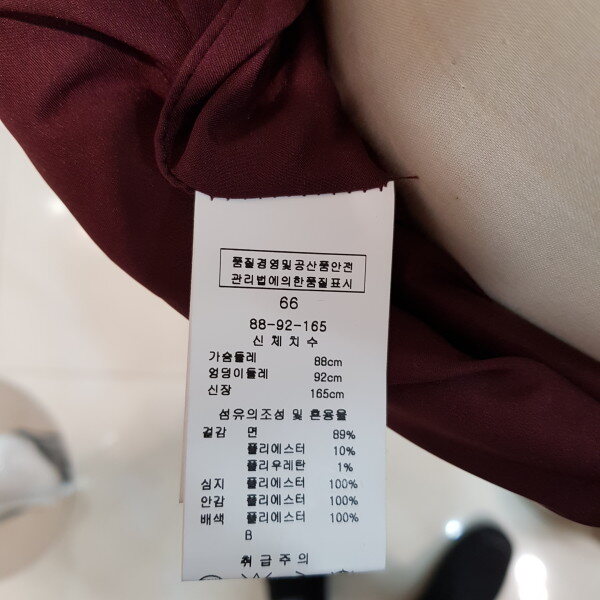 품질경영및공산품안전
관리법에의한품질표시
66
88-92-165
신체치수
가슴둘레 88cm
엉덩이둘레 92cm
신장 165cm
섬유의조성 및 혼용율
겉감 면 89%
폴리에스터 10%
폴리우레탄 1%
심지 폴리에스터 100%
안감 폴리에스터 100%
배색 폴리에스터 100%
B
취급주의